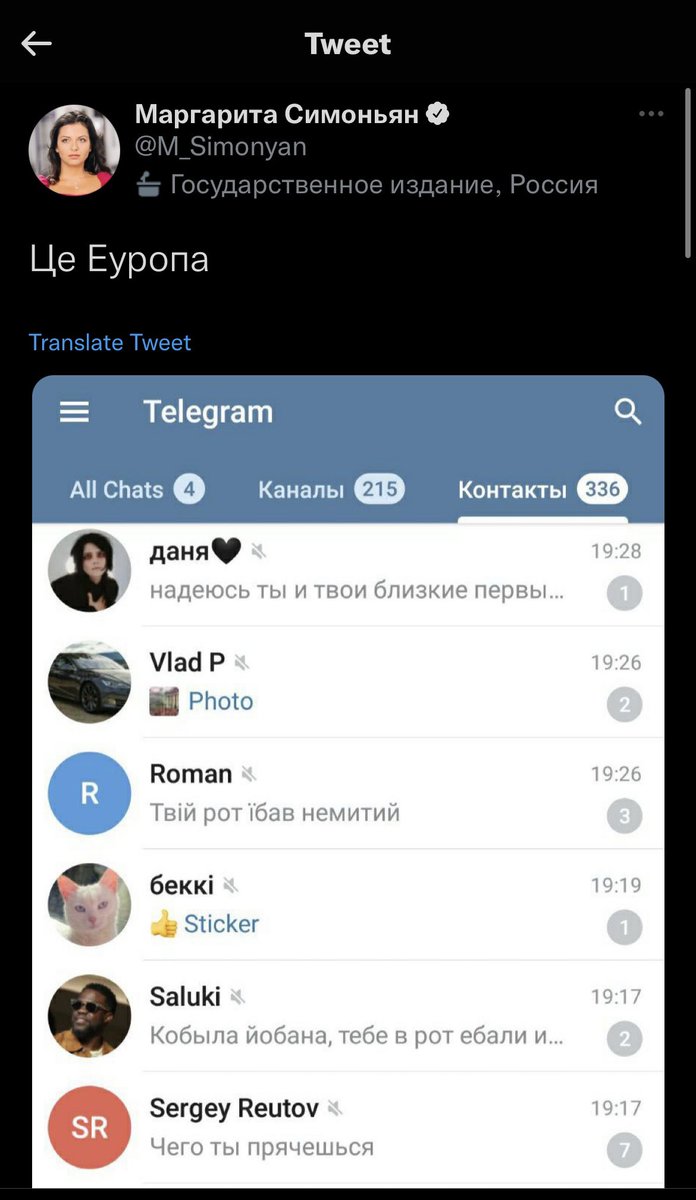 Tweet
Маргарита Симоньян
@M_Simonyan
Государственное издание, Россия
Це Еуропа
Translate Tweet
Telegram
All Chats 4 Каналы 215 Контакты 336
даня🖤 19:28
надеюсь ты и твои близкие первы... 1
Vlad P 19:26
Photo 2
R Roman 19:26
Твій рот їбав немитий 3
беккі 19:19
👍 Sticker 1
Saluki 19:17
Кобыла йобана, тебе в рот ебали и... 2
SR Sergey Reutov 19:17
Чего ты прячешься 7